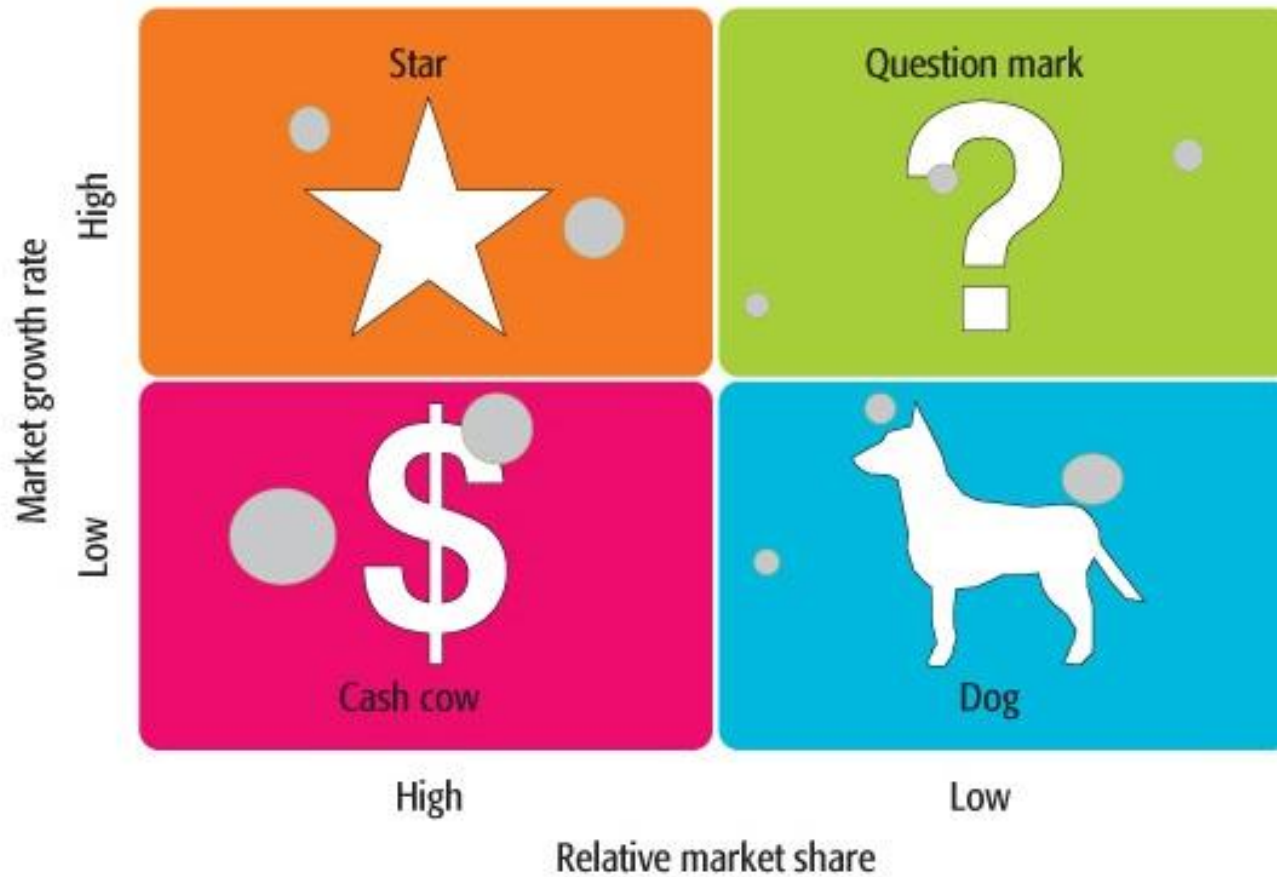 Star
Question mark
High
Market growth rate
Low
$
?
Cash cow
Dog
High
Low
Relative market share